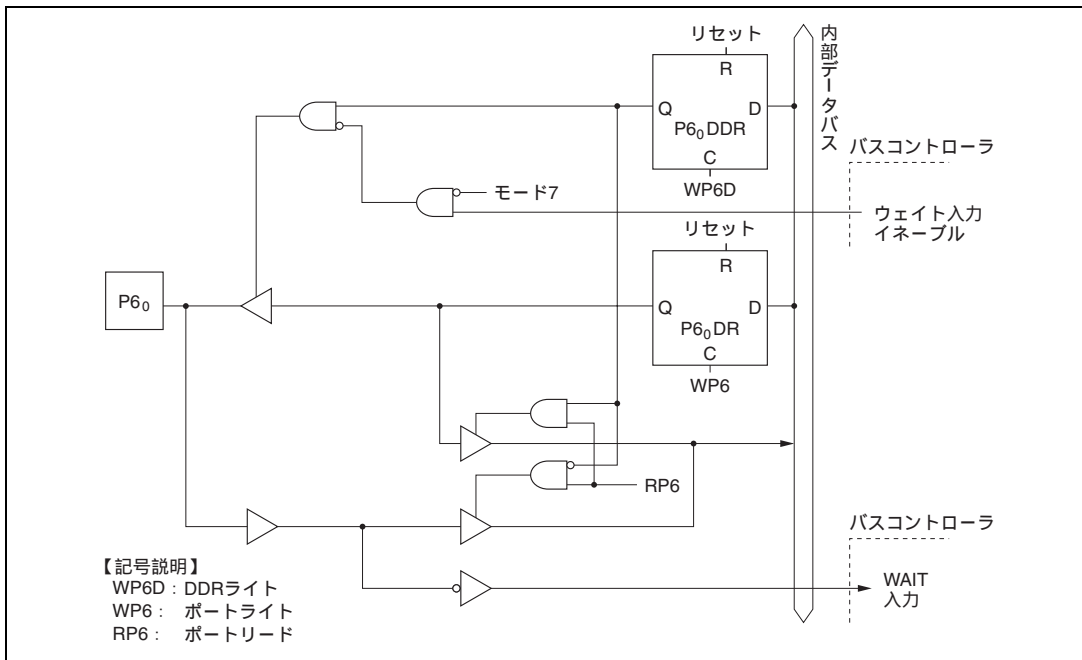 リセット
R
Q
D
P6₀DDR
C
WP6D
内部データバス
バスコントローラ
モード7
ウェイト入力
イネーブル
リセット
R
P6₀
Q
D
P6₀DR
C
WP6
RP6
バスコントローラ
WAIT
入力
【記号説明】
WP6D : DDRライト
WP6 : ポートライト
RP6 : ポートリード